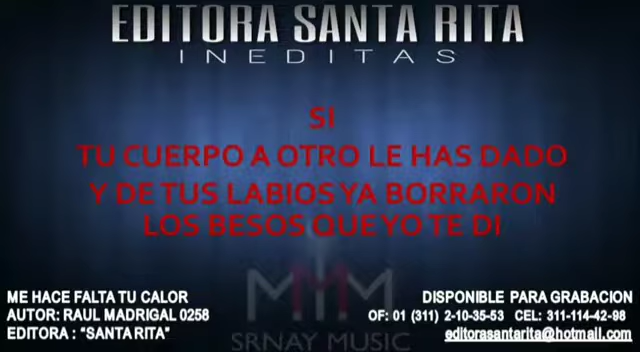 EDITORA SANTA RITA
INEDITAS
SI
TU CUERPO A OTRO LE HAS DADO
Y DE TUS LABIOS YA BORRARON
LOS BESOS QUE YO TE DI
MM
SRNAY MUSIC
ME HACE FALTA TU CALOR
AUTOR: RAUL MADRIGAL 0258
EDITORA : “SANTA RITA”
DISPONIBLE PARA GRABACION
OF: 01 (311) 2-10-35-53 CEL: 311-114-42-98
editorasantarita@hotmail.com